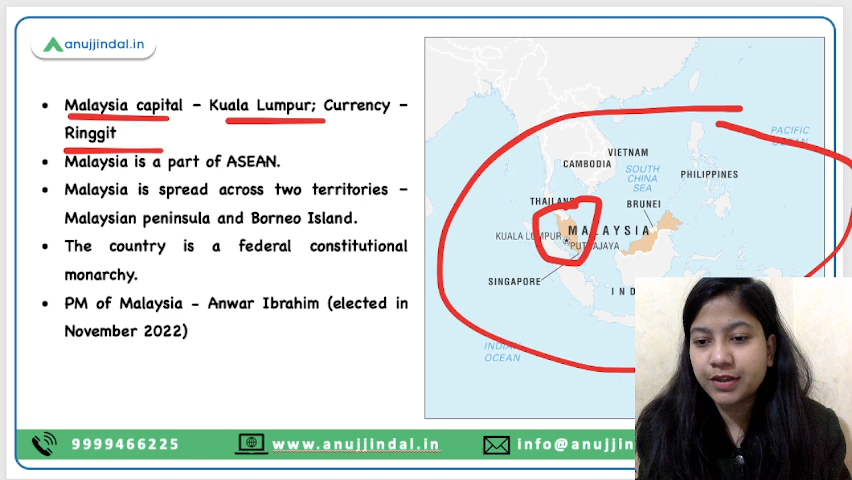 anujjindal.in
• Malaysia capital – Kuala Lumpur; Currency –
Ringgit
• Malaysia is a part of ASEAN.
• Malaysia is spread across two territories –
Malaysian peninsula and Borneo Island.
• The country is a federal constitutional
monarchy.
• PM of Malaysia – Anwar Ibrahim (elected in
November 2022)
PACIFIC
OCEAN
VIETNAM
CAMBODIA
SOUTH
CHINA
SEA
PHILIPPINES
THAILAND
BRUNEI
MALAYSIA
KUALA LUMPUR
PUTRAJAYA
SINGAPORE
IND
INDIAN
OCEAN
9999466225
www.anujjindal.in
info@anujjin